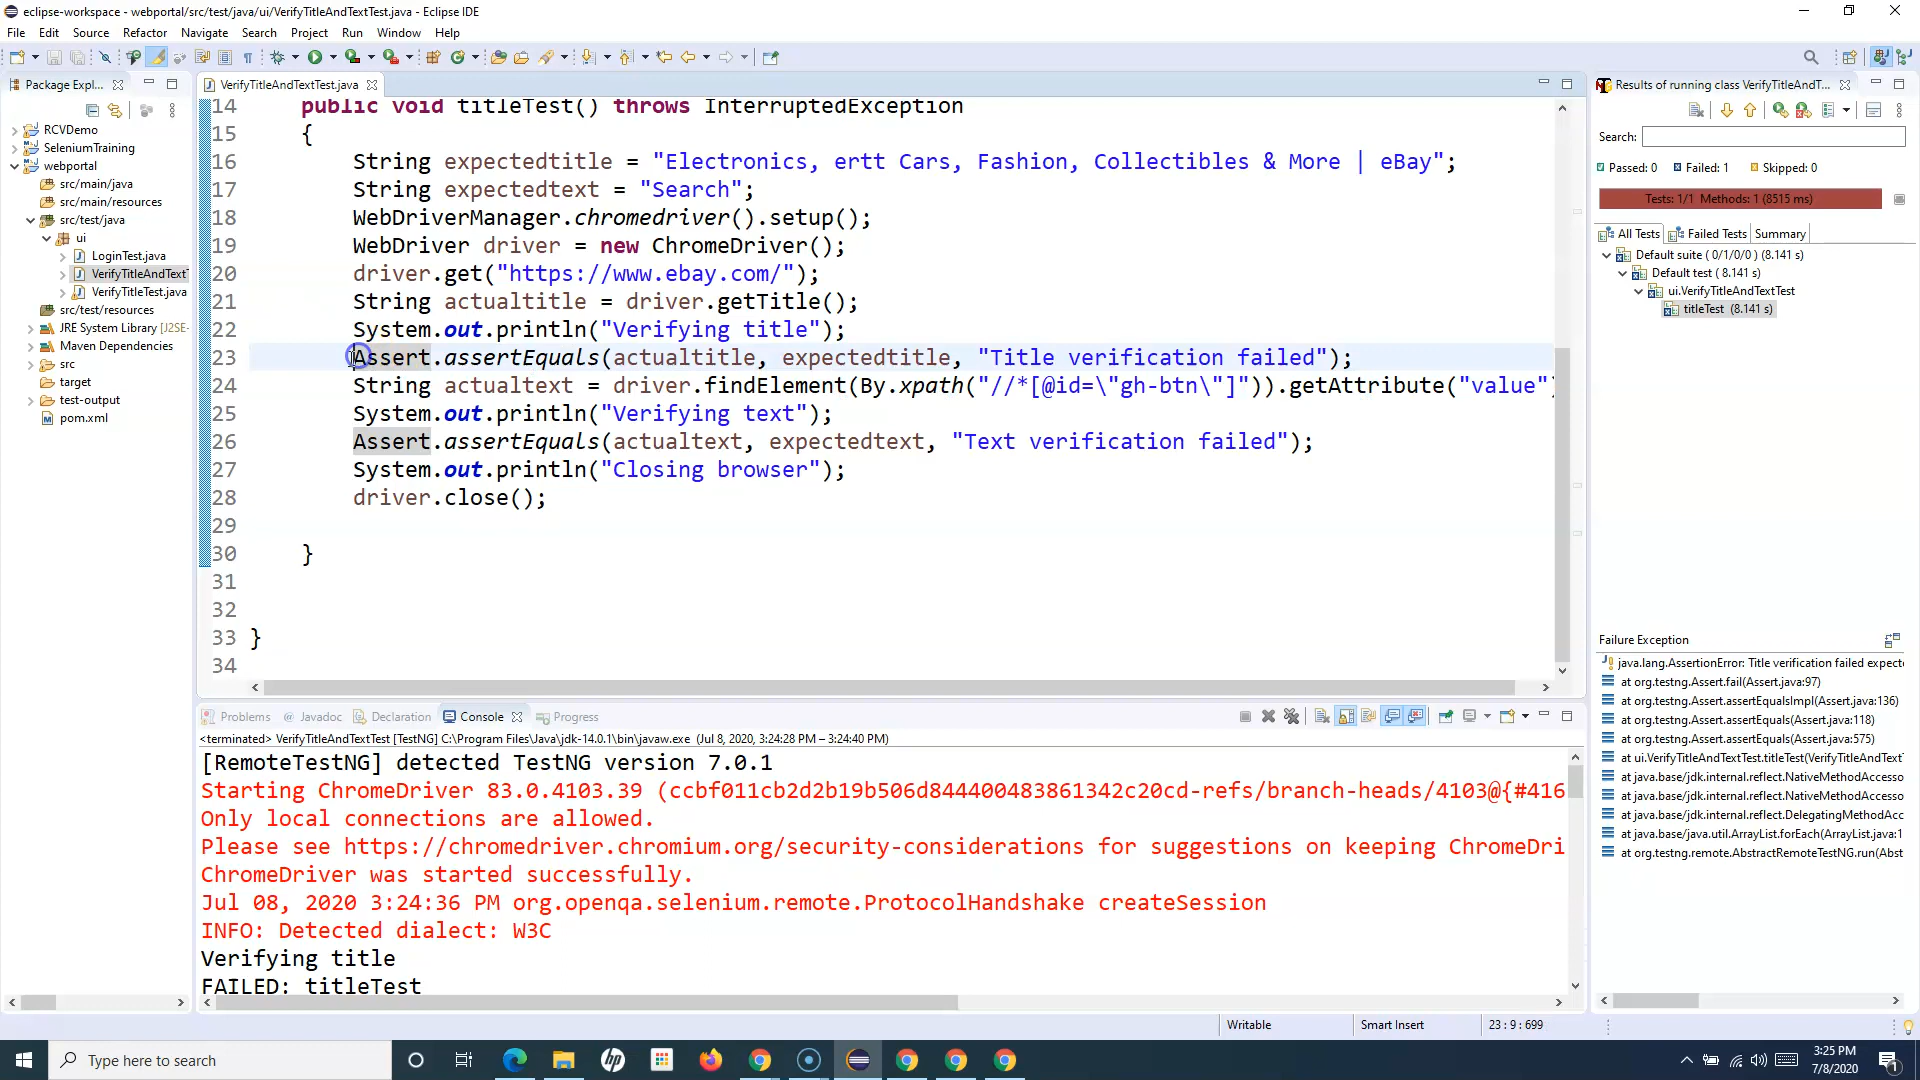 eclipse-workspace - webportal/src/test/java/ui/VerifyTitleAndTextTest.java - Eclipse IDE
File Edit Source Refactor Navigate Search Project Run Window Help
Package Expl...
RCVDemo
SeleniumTraining
webportal
src/main/java
src/main/resources
src/test/java
ui
LoginTest.java
VerifyTitleAndTextT
VerifyTitleTest.java
src/test/resources
JRE System Library [J2SE-
Maven Dependencies
src
target
test-output
pom.xml
VerifyTitleAndTextTest.java
14 public void titleTest() throws InterruptedException
15 {
16 String expectedtitle = "Electronics, ertt Cars, Fashion, Collectibles & More | eBay";
17 String expectedtext = "Search";
18 WebDriverManager.chromedriver().setup();
19 WebDriver driver = new ChromeDriver();
20 driver.get("https://www.ebay.com/");
21 String actualtitle = driver.getTitle();
22 System.out.println("Verifying title");
23 Assert.assertEquals(actualtitle, expectedtitle, "Title verification failed");
24 String actualtext = driver.findElement(By.xpath("//*[@id=\"gh-btn\"]")).getAttribute("value")
25 System.out.println("Verifying text");
26 Assert.assertEquals(actualtext, expectedtext, "Text verification failed");
27 System.out.println("Closing browser");
28 driver.close();
29
30 }
31
32
33 }
34
Problems @ Javadoc Declaration Console Progress
<terminated> VerifyTitleAndTextTest [TestNG] C:\Program Files\Java\jdk-14.0.1\bin\javaw.exe (Jul 8, 2020, 3:24:28 PM – 3:24:40 PM)
[RemoteTestNG] detected TestNG version 7.0.1
Starting ChromeDriver 83.0.4103.39 (ccbf011cb2d2b19b506d844400483861342c20cd-refs/branch-heads/4103@{#416
Only local connections are allowed.
Please see https://chromedriver.chromium.org/security-considerations for suggestions on keeping ChromeDri
ChromeDriver was started successfully.
Jul 08, 2020 3:24:36 PM org.openqa.selenium.remote.ProtocolHandshake createSession
INFO: Detected dialect: W3C
Verifying title
FAILED: titleTest
Results of running class VerifyTitleAndT...
Search:
Passed: 0 Failed: 1 Skipped: 0
Tests: 1/1 Methods: 1 (8515 ms)
All Tests Failed Tests Summary
Default suite ( 0/1/0/0 ) (8.141 s)
Default test ( 8.141 s)
ui.VerifyTitleAndTextTest
titleTest (8.141 s)
Failure Exception
java.lang.AssertionError: Title verification failed expecte
at org.testng.Assert.fail(Assert.java:97)
at org.testng.Assert.assertEqualsImpl(Assert.java:136)
at org.testng.Assert.assertEquals(Assert.java:118)
at org.testng.Assert.assertEquals(Assert.java:575)
at ui.VerifyTitleAndTextTest.titleTest(VerifyTitleAndTextT
at java.base/jdk.internal.reflect.NativeMethodAccesso
at java.base/jdk.internal.reflect.NativeMethodAccesso
at java.base/jdk.internal.reflect.DelegatingMethodAcc
at java.base/java.util.ArrayList.forEach(ArrayList.java:1
at org.testng.remote.AbstractRemoteTestNG.run(Abst
Writable Smart Insert 23 : 9 : 699
Type here to search
3:25 PM
7/8/2020